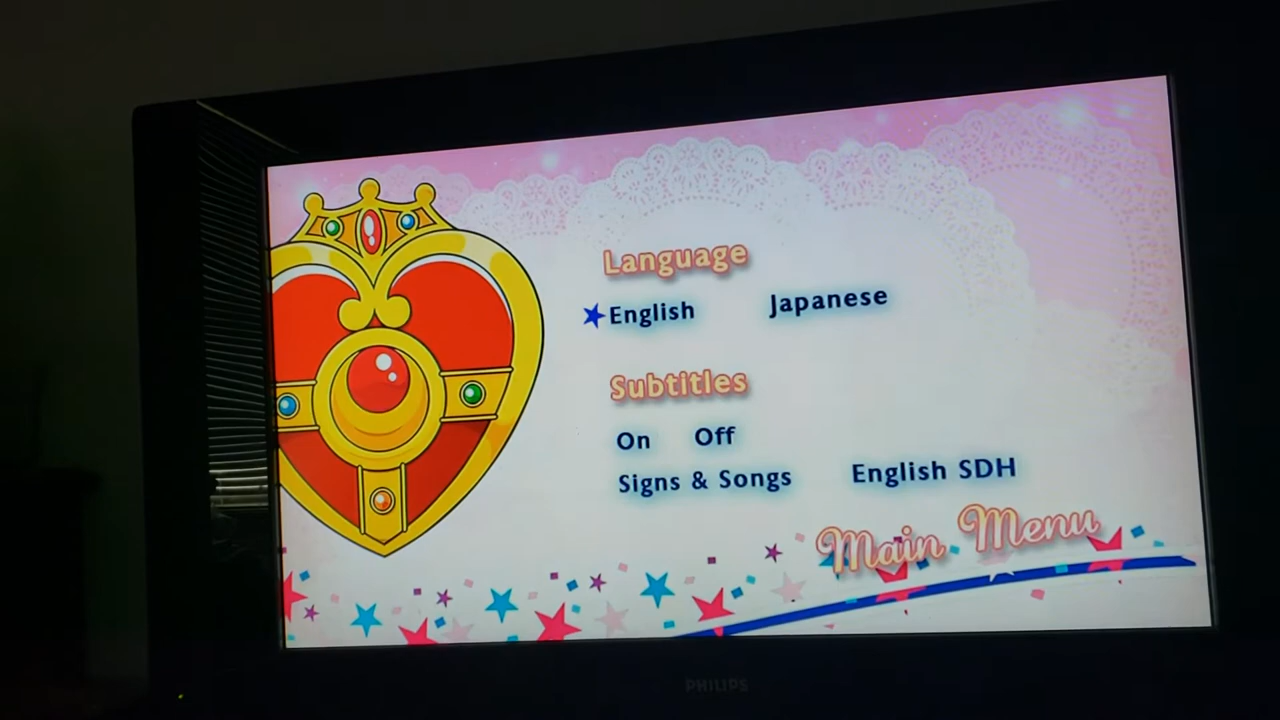 Language
English Japanese
Subtitles
On Off
Signs & Songs English SDH
Main Menu
PHILIPS